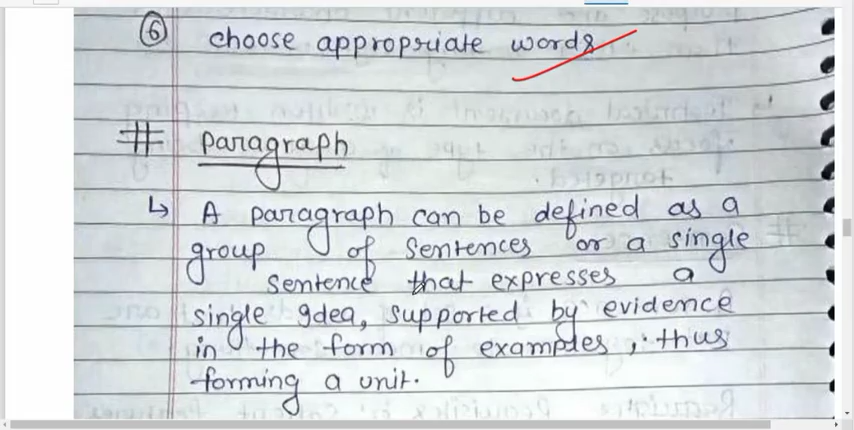 ⑥ choose appropriate words
# paragraph
↳ A paragraph can be defined as a
group of sentences or a single
sentence that expresses a
single Idea, supported by evidence
in the form of examples, thus
forming a unit.